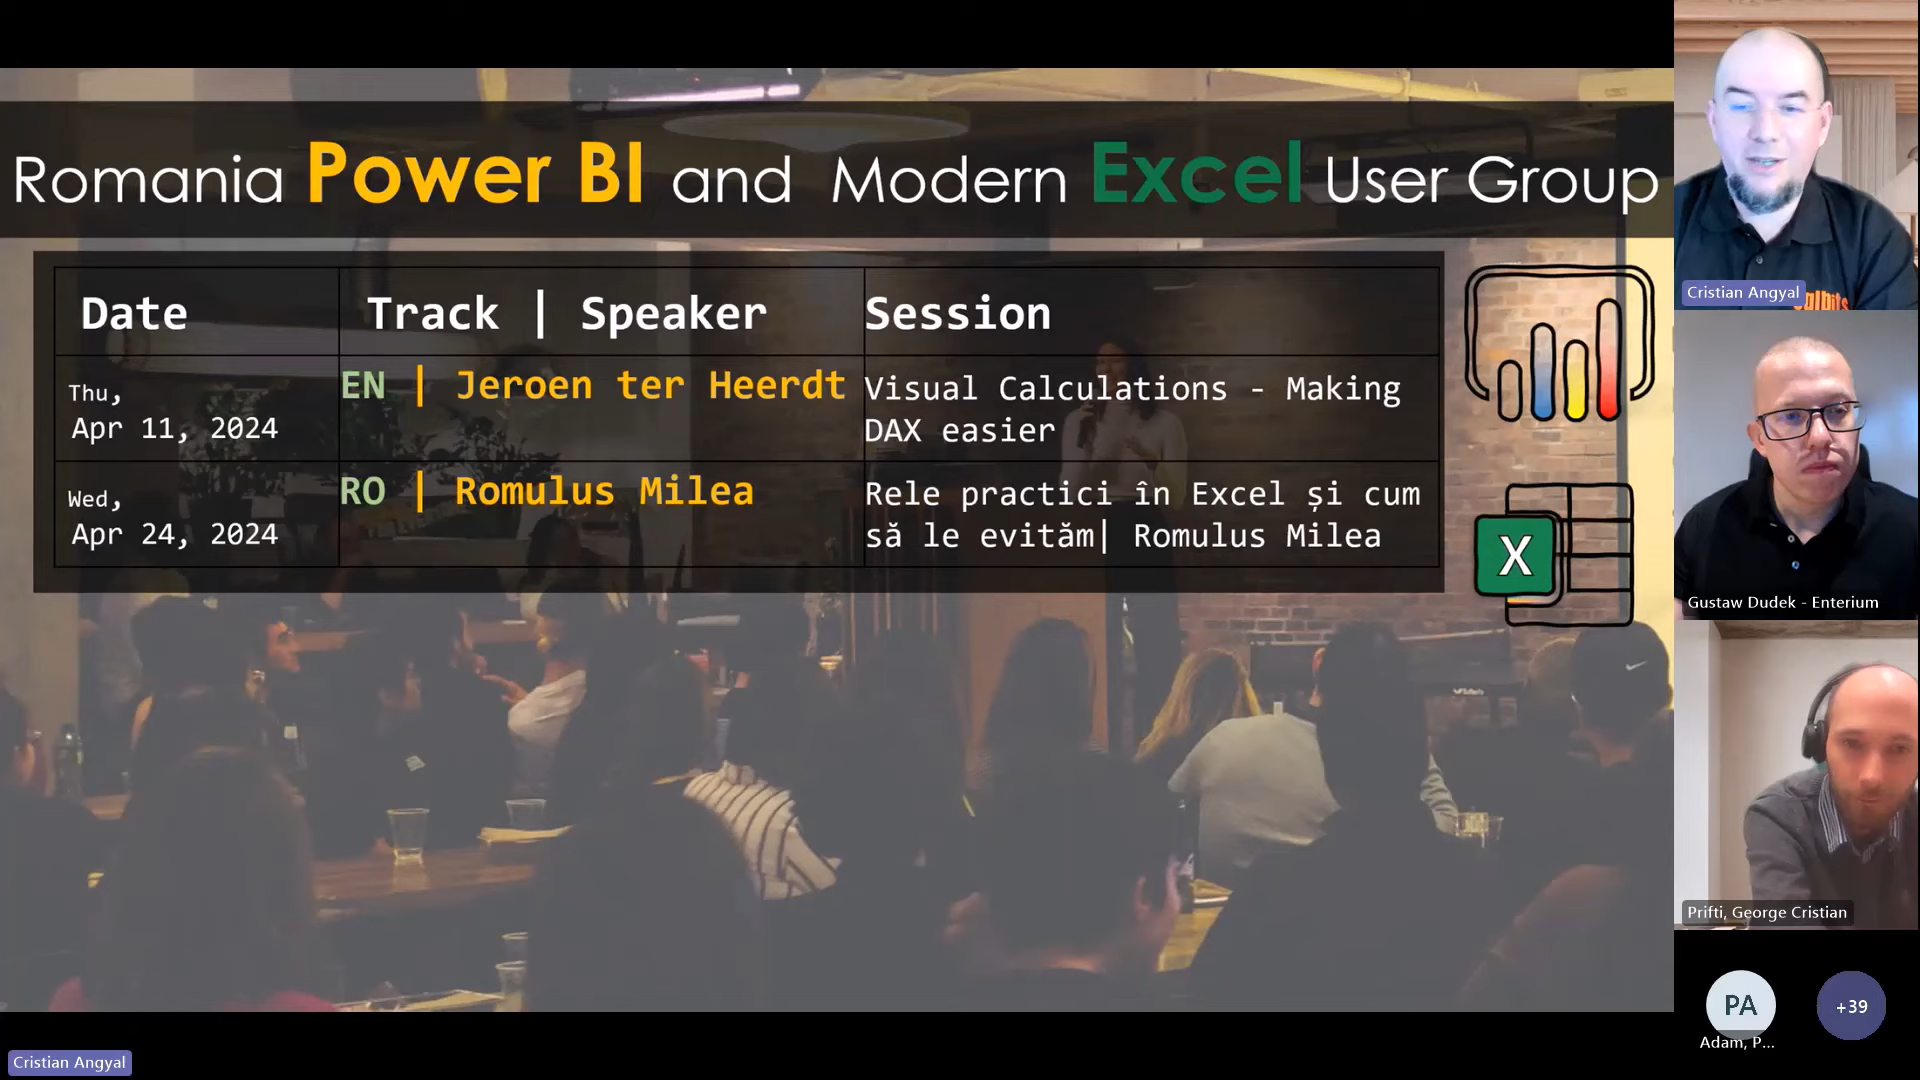 Romania Power BI and Modern Excel User Group
Date
Track | Speaker
Session
Thu,
Apr 11, 2024
EN | Jeroen ter Heerdt
Visual Calculations - Making
DAX easier
Wed,
Apr 24, 2024
RO | Romulus Milea
Rele practici în Excel și cum
să le evităm| Romulus Milea
X
Cristian Angyal
Gustaw Dudek - Enterium
Prifti, George Cristian
PA
+39
Adam, P...
Cristian Angyal